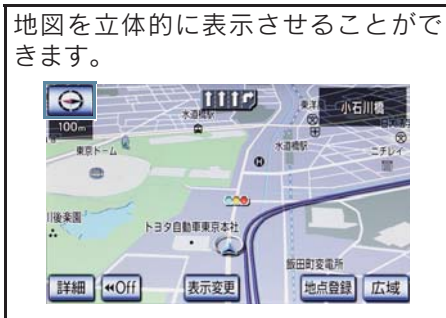 地図を立体的に表示させることがで
きます。
小石川橋
水道橋駅
100m
東京ドーム
水道橋駅
ニチレイ
川後楽園
トヨタ自動車東京本社
飯田町変電所
詳細
◀◀Off
表示変更
地点登録
広域